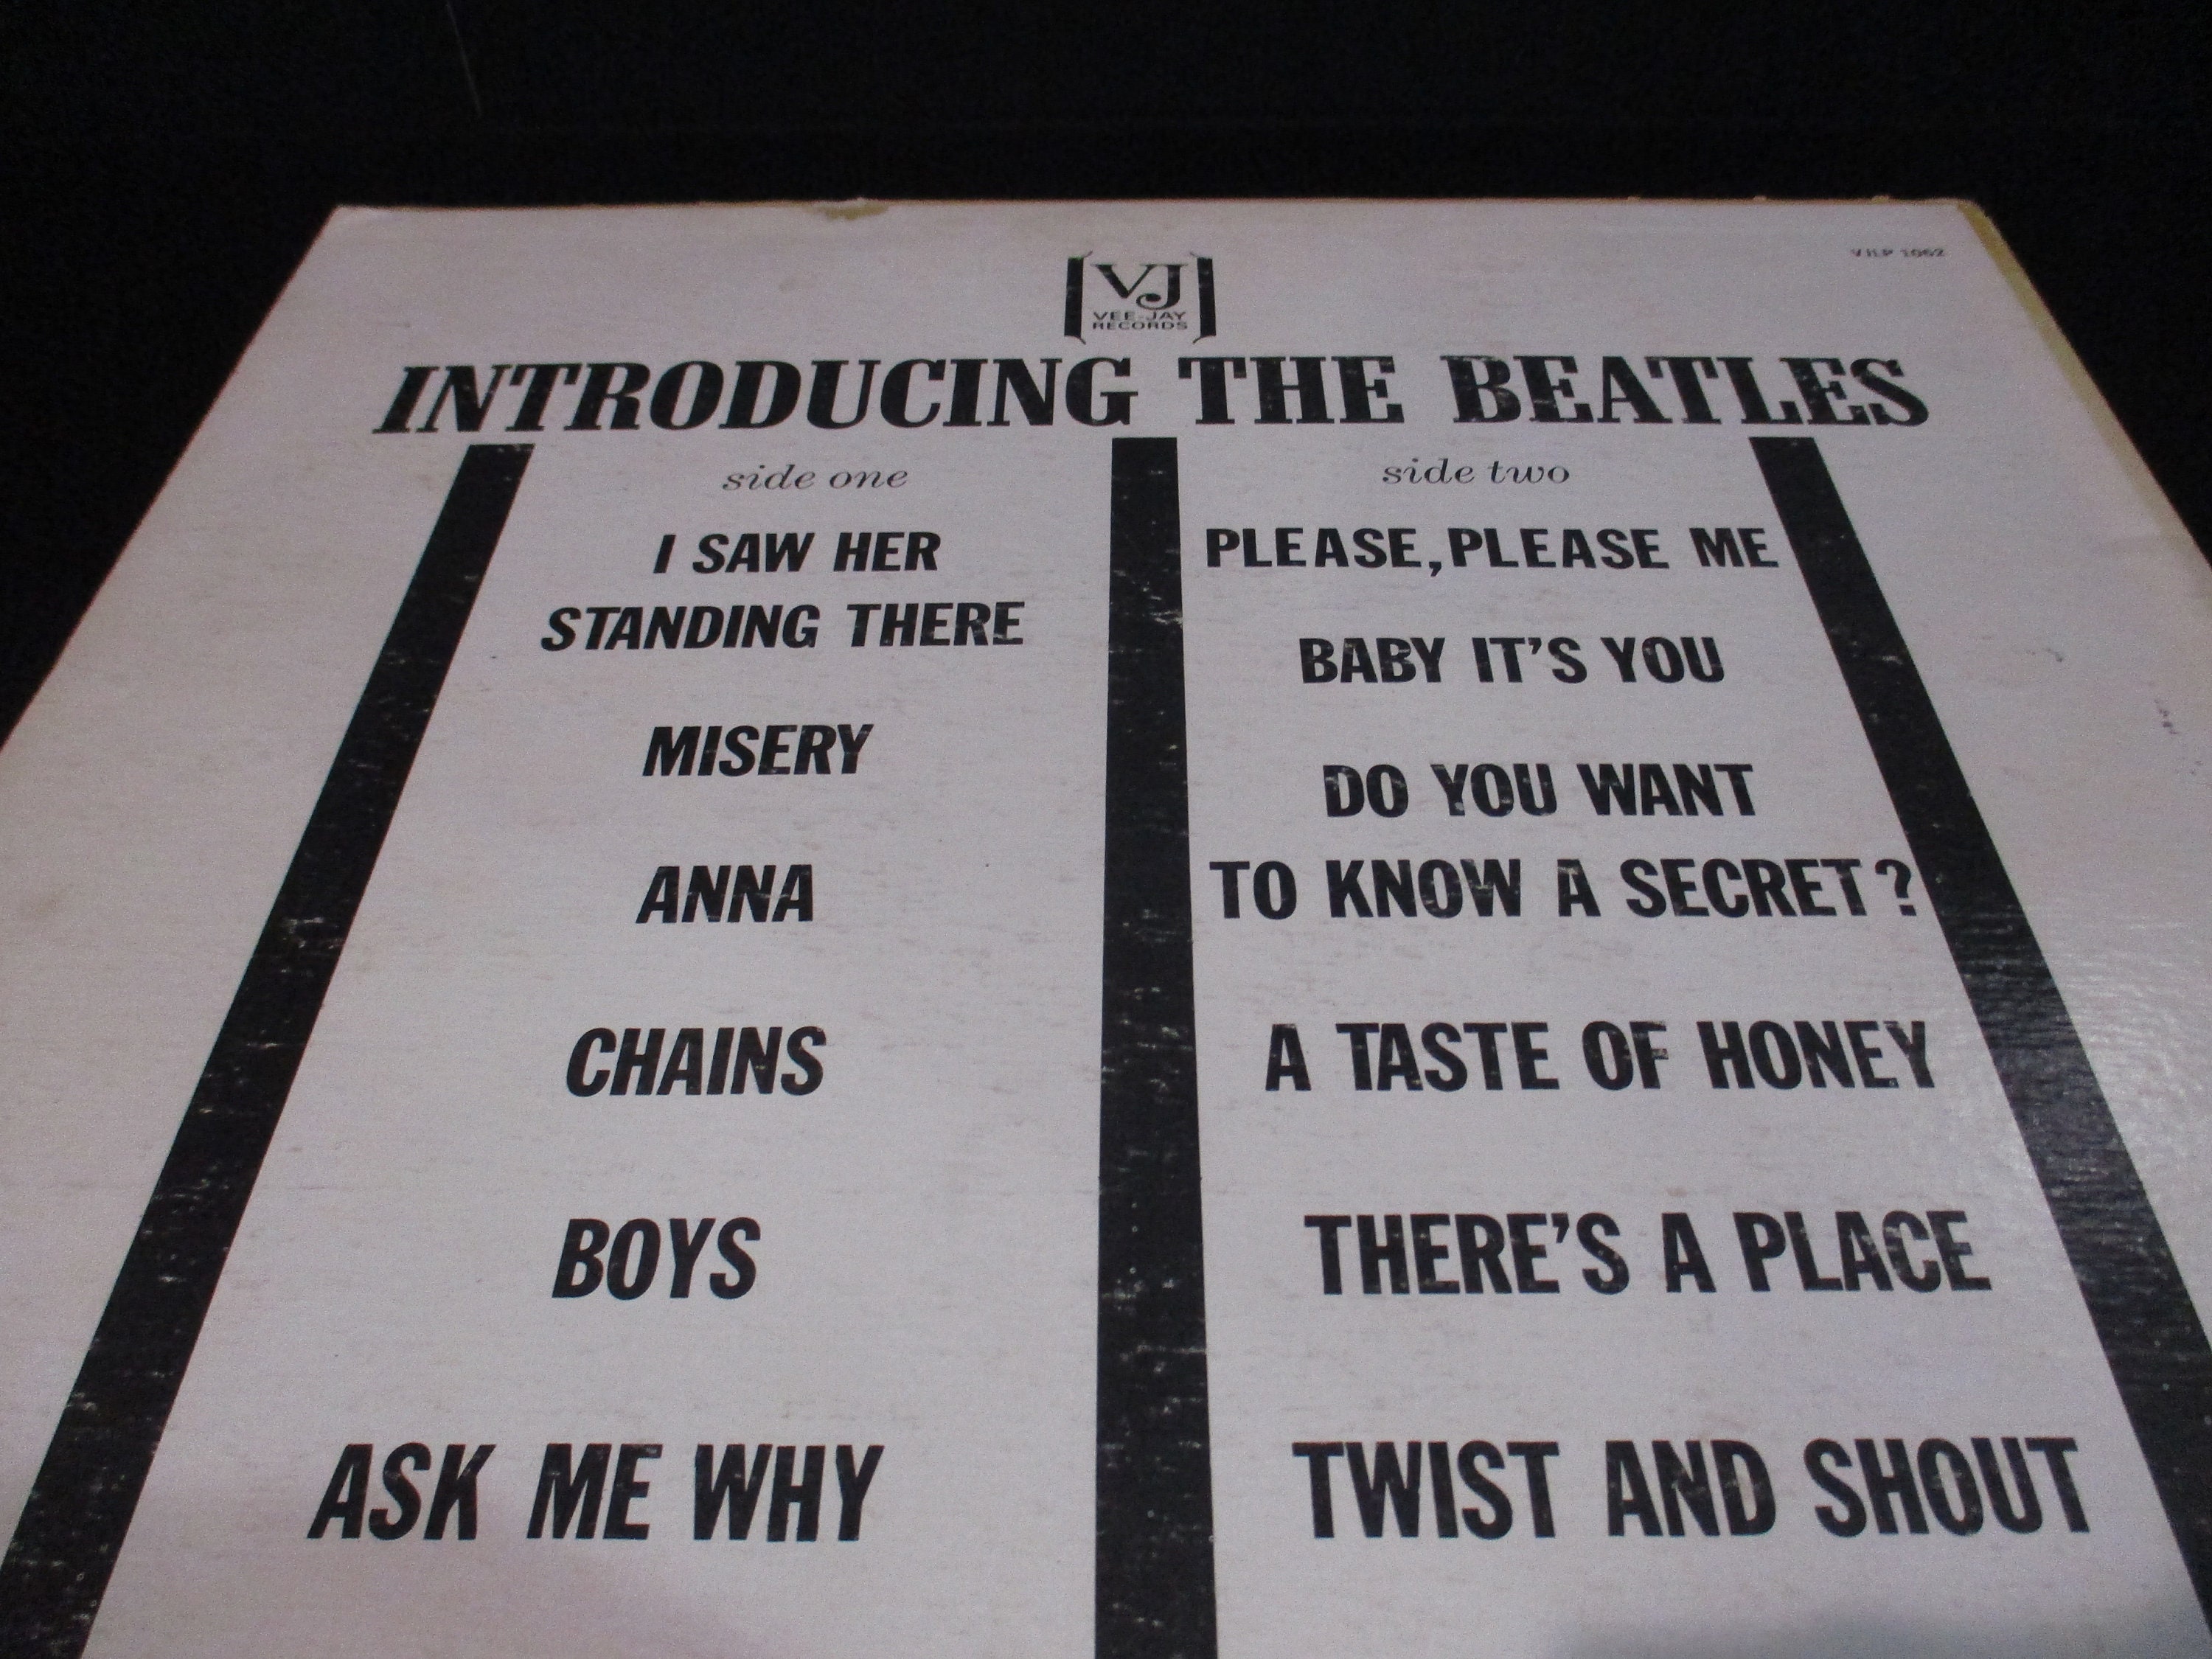 VJLP 1062
VJ
VEE-JAY
RECORDS
INTRODUCING THE BEATLES
side one
I SAW HER
STANDING THERE
MISERY
ANNA
CHAINS
BOYS
ASK ME WHY
side two
PLEASE, PLEASE ME
BABY IT'S YOU
DO YOU WANT
TO KNOW A SECRET?
A TASTE OF HONEY
THERE'S A PLACE
TWIST AND SHOUT